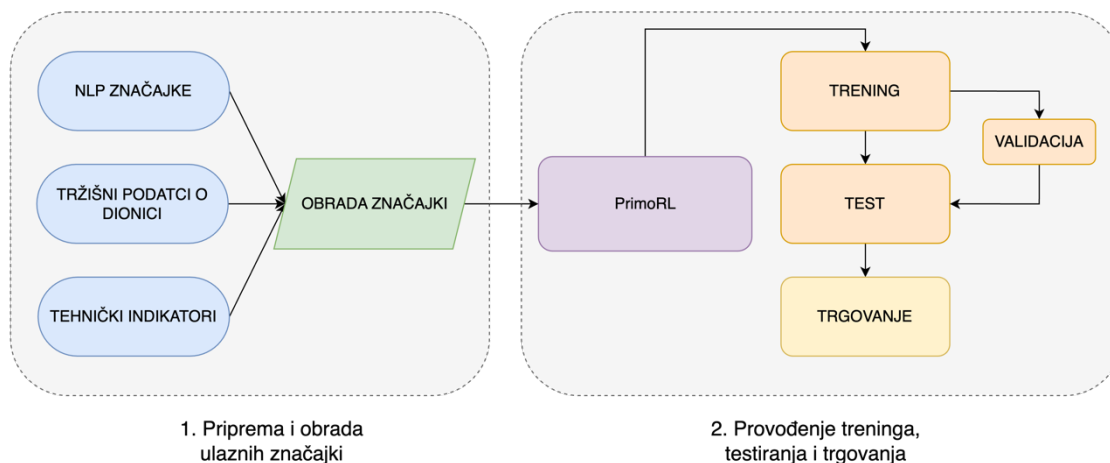 NLP ZNAČAJKE
TRŽIŠNI PODATCI O
DIONICI
TEHNIČKI INDIKATORI
OBRADA ZNAČAJKI
1. Priprema i obrada
ulaznih značajki
PrimoRL
TRENING
VALIDACIJA
TEST
TRGOVANJE
2. Provođenje treninga,
testiranja i trgovanja